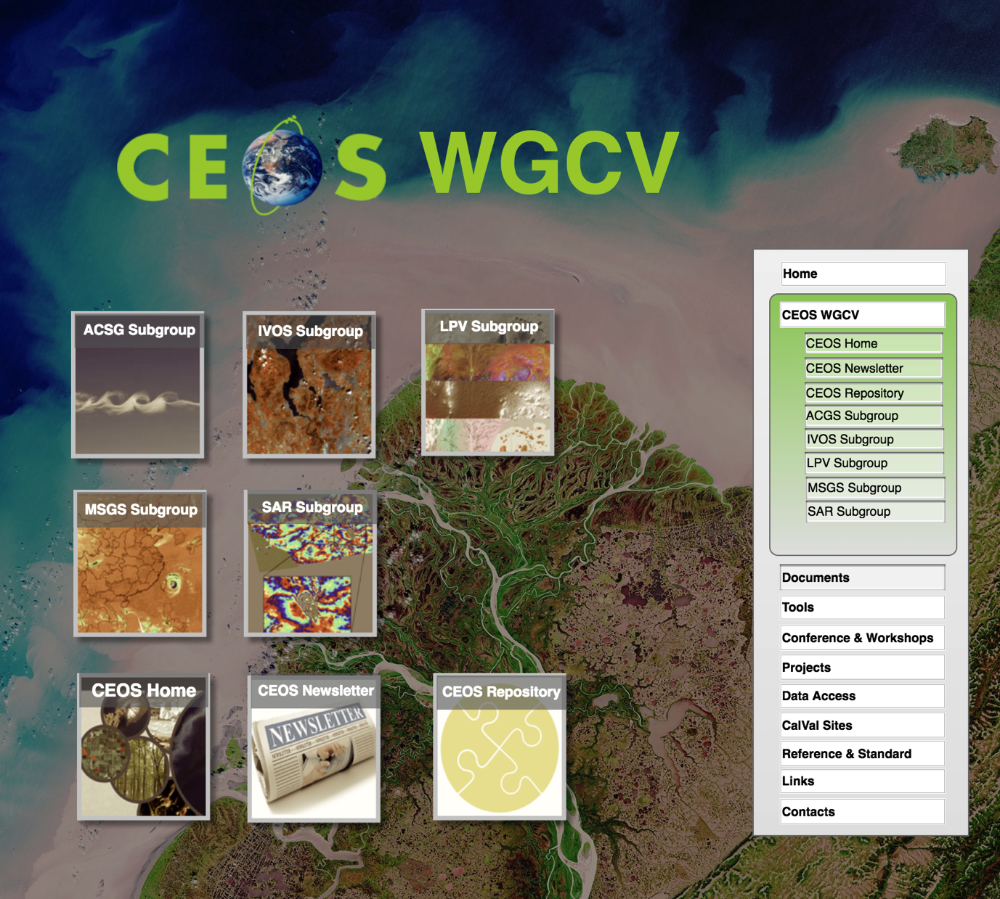 CEOS WGCV
ACSG Subgroup
IVOS Subgroup
LPV Subgroup
MSGS Subgroup
SAR Subgroup
CEOS Home
CEOS Newsletter
NEWSLETTER
CEOS Repository
Home
CEOS WGCV
CEOS Home
CEOS Newsletter
CEOS Repository
ACGS Subgroup
IVOS Subgroup
LPV Subgroup
MSGS Subgroup
SAR Subgroup
Documents
Tools
Conference & Workshops
Projects
Data Access
CalVal Sites
Reference & Standard
Links
Contacts